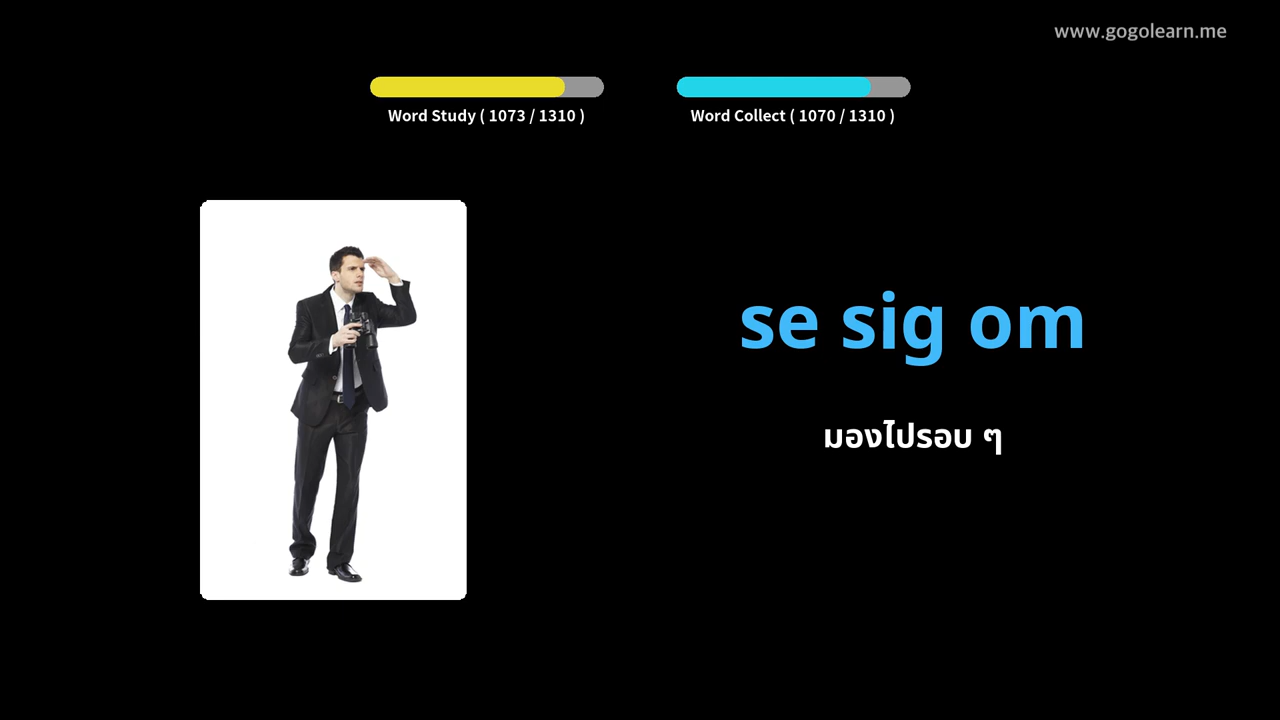 www.gogolearn.me
Word Study ( 1073 / 1310 )
Word Collect ( 1070 / 1310 )
se sig om
มองไปรอบ ๆ